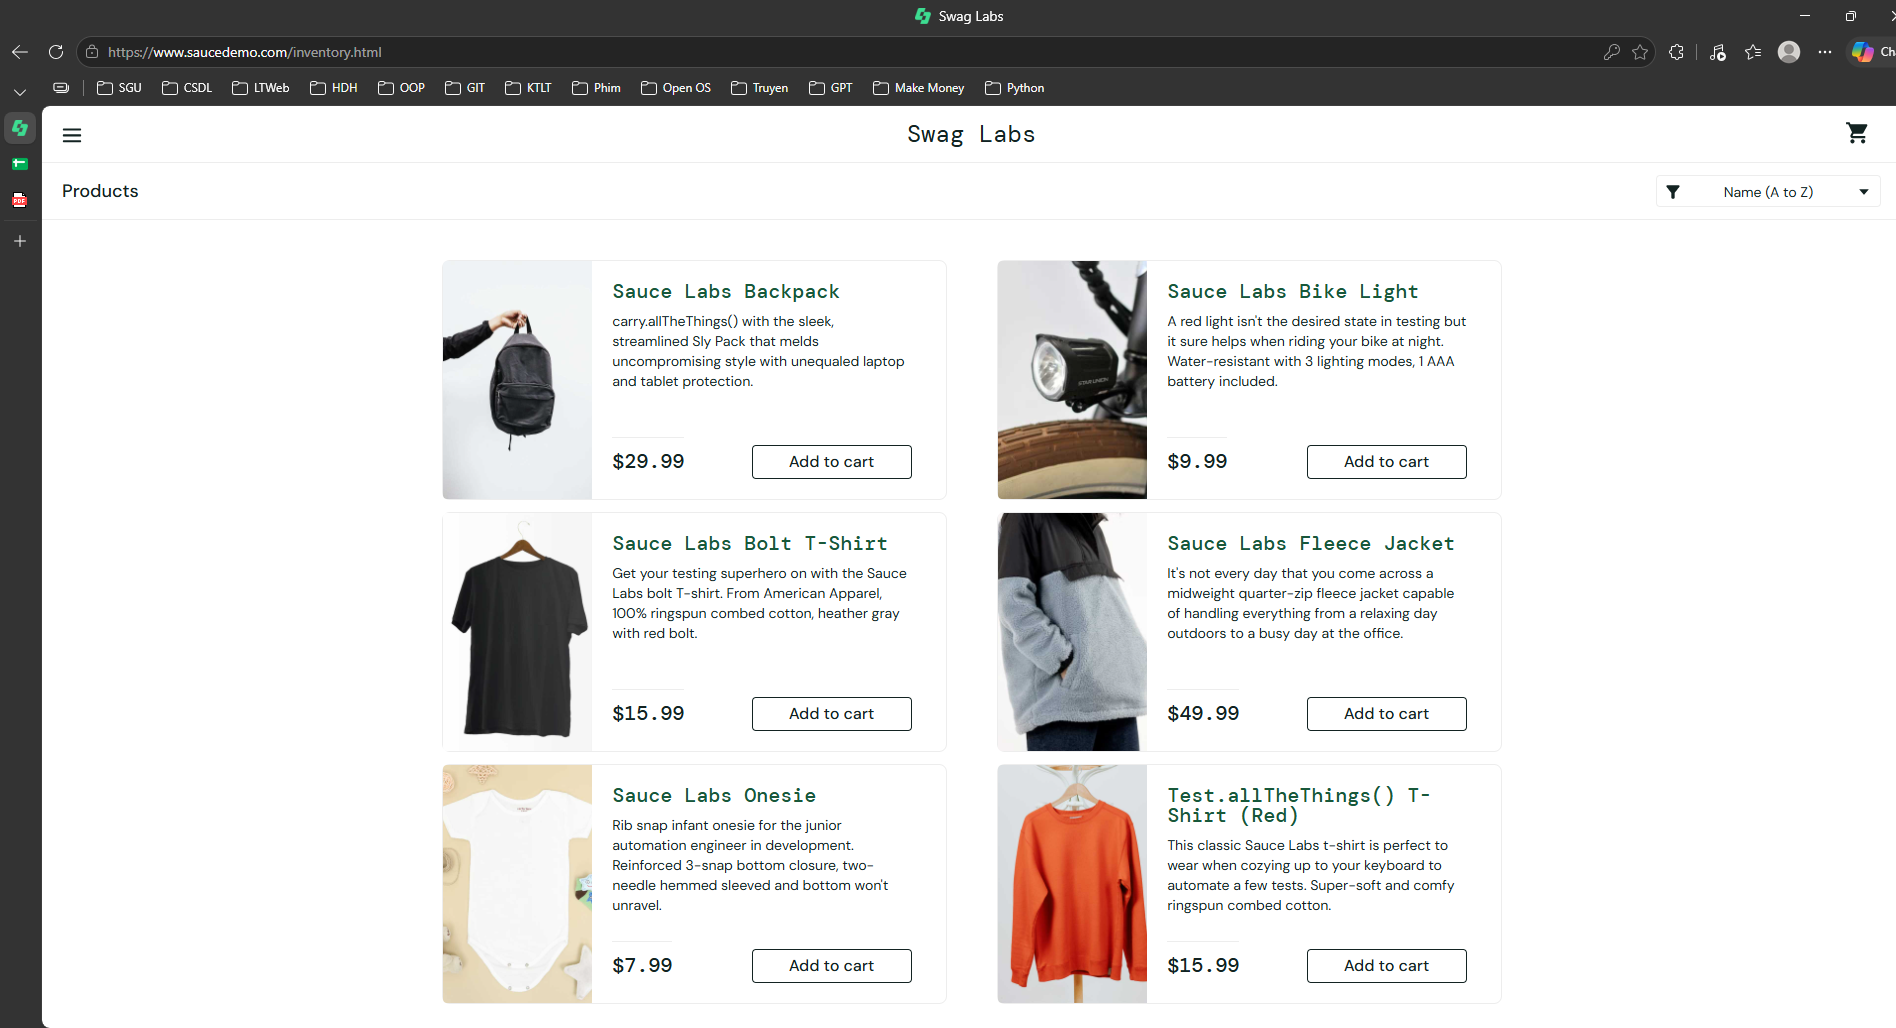 Swag Labs
https://www.saucedemo.com/inventory.html
SGU
CSDL
LTWeb
HDH
OOP
GIT
KTLT
Phim
Open OS
Truyen
GPT
Make Money
Python
Swag Labs
Products
Name (A to Z)
Sauce Labs Backpack
carry.allTheThings() with the sleek,
streamlined Sly Pack that melds
uncompromising style with unequaled laptop
and tablet protection.
$29.99
Add to cart
Sauce Labs Bike Light
A red light isn't the desired state in testing but
it sure helps when riding your bike at night.
Water-resistant with 3 lighting modes, 1 AAA
battery included.
$9.99
Add to cart
Sauce Labs Bolt T-Shirt
Get your testing superhero on with the Sauce
Labs bolt T-shirt. From American Apparel,
100% ringspun combed cotton, heather gray
with red bolt.
$15.99
Add to cart
Sauce Labs Fleece Jacket
It's not every day that you come across a
midweight quarter-zip fleece jacket capable
of handling everything from a relaxing day
outdoors to a busy day at the office.
$49.99
Add to cart
Sauce Labs Onesie
Rib snap infant onesie for the junior
automation engineer in development.
Reinforced 3-snap bottom closure, two-
needle hemmed sleeved and bottom won't
unravel.
$7.99
Add to cart
Test.allTheThings() T-
Shirt (Red)
This classic Sauce Labs t-shirt is perfect to
wear when cozying up to your keyboard to
automate a few tests. Super-soft and comfy
ringspun combed cotton.
$15.99
Add to cart